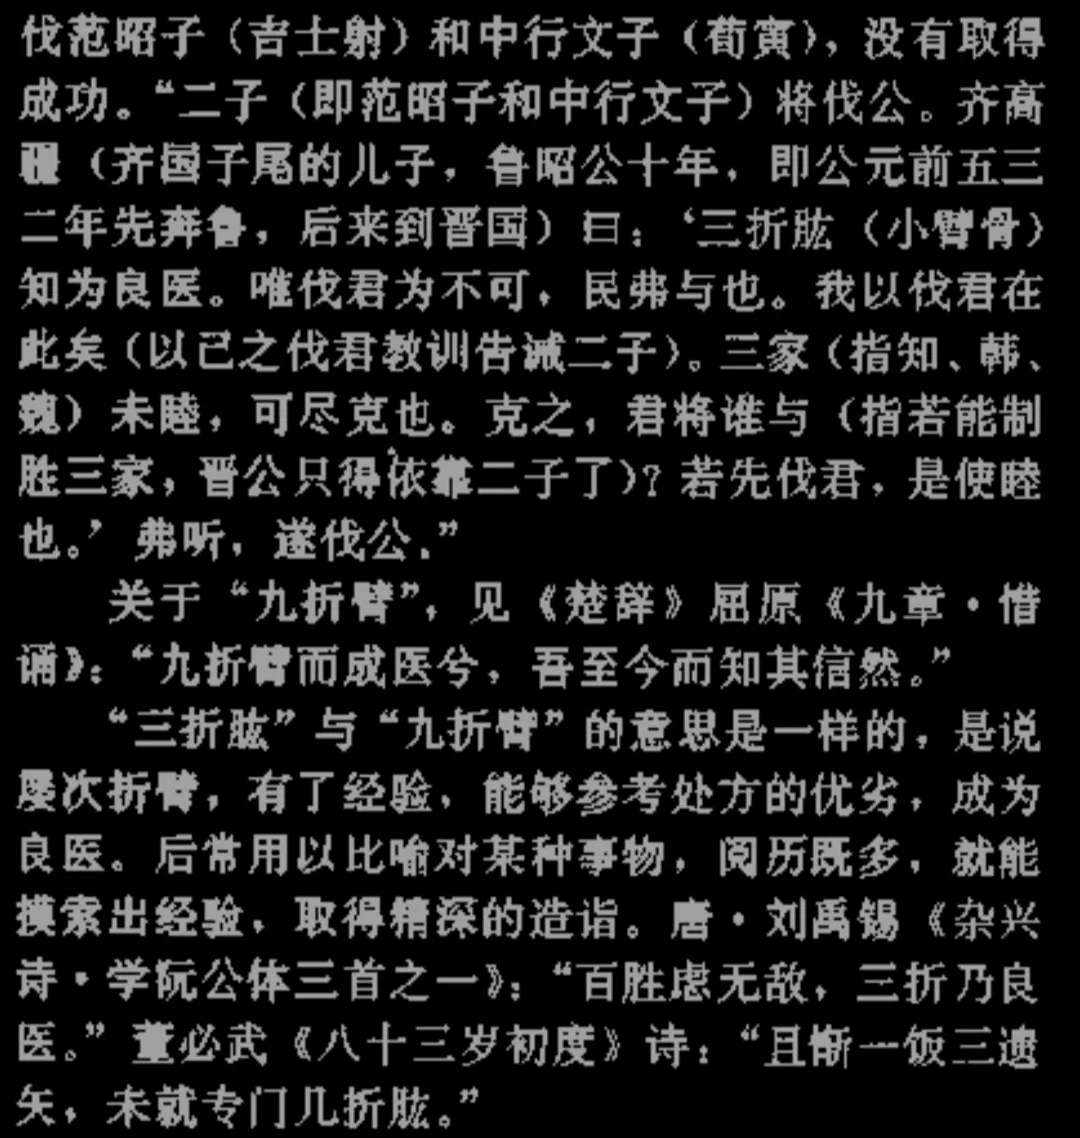 伐范昭子（吉士射）和中行文子（荀寅），没有取得
成功。“二子（即范昭子和中行文子）将伐公。齐高
彊（齐国子尾的儿子，鲁昭公十年，即公元前五三
二年先奔鲁，后来到晋国）曰：‘三折肱（小臂骨）
知为良医。唯伐君为不可，民弗与也。我以伐君在
此矣（以己之伐君教训告诫二子）。三家（指知、韩、
魏）未睦，可尽克也。克之，君将谁与（指若能制
胜三家，晋公只得依靠二子了）？若先伐君，是使睦
也。’弗听，遂伐公．”
关于“九折臂”，见《楚辞》屈原《九章·惜
诵》：“九折臂而成医兮，吾至今而知其信然。”
“三折肱”与“九折臂”的意思是一样的，是说
屡次折臂，有了经验，能够参考处方的优劣，成为
良医。后常用以比喻对某种事物，阅历既多，就能
摸索出经验，取得精深的造诣。唐·刘禹锡《杂兴
诗·学阮公体三首之一》：“百胜虑无敌，三折乃良
医。”董必武《八十三岁初度》诗：“且惭一饭三遗
矢，未就专门几折肱。”